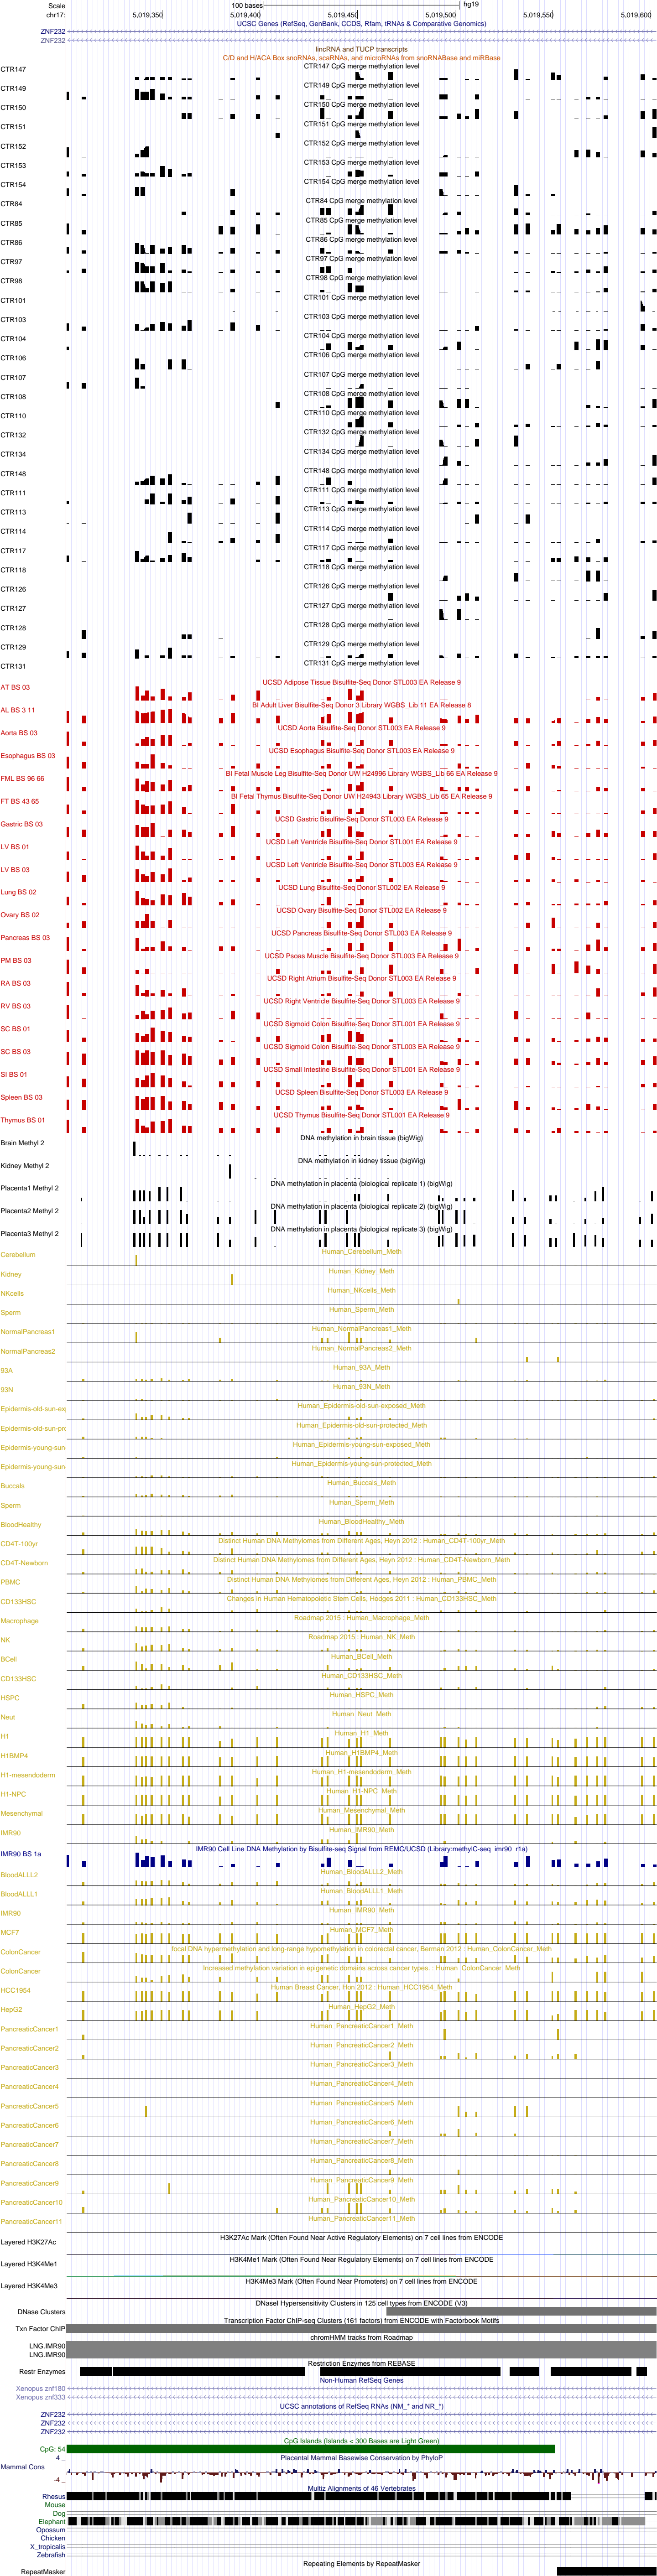 Scale 100 bases hg19
chr17: 5,019,350 5,019,400 5,019,450 5,019,500 5,019,550 5,019,600
UCSC Genes (RefSeq, GenBank, CCDS, Rfam, tRNAs & Comparative Genomics)
ZNF232
ZNF232
lincRNA and TUCP transcripts
C/D and H/ACA Box snoRNAs, scaRNAs, and microRNAs from snoRNABase and miRBase
CTR147 CpG merge methylation level
CTR147
CTR149 CpG merge methylation level
CTR149
CTR150 CpG merge methylation level
CTR150
CTR151 CpG merge methylation level
CTR151
CTR152 CpG merge methylation level
CTR152
CTR153 CpG merge methylation level
CTR153
CTR154 CpG merge methylation level
CTR154
CTR84 CpG merge methylation level
CTR84
CTR85 CpG merge methylation level
CTR85
CTR86 CpG merge methylation level
CTR86
CTR97 CpG merge methylation level
CTR97
CTR98 CpG merge methylation level
CTR98
CTR101 CpG merge methylation level
CTR101
CTR103 CpG merge methylation level
CTR103
CTR104 CpG merge methylation level
CTR104
CTR106 CpG merge methylation level
CTR106
CTR107 CpG merge methylation level
CTR107
CTR108 CpG merge methylation level
CTR108
CTR110 CpG merge methylation level
CTR110
CTR132 CpG merge methylation level
CTR132
CTR134 CpG merge methylation level
CTR134
CTR148 CpG merge methylation level
CTR148
CTR111 CpG merge methylation level
CTR111
CTR113 CpG merge methylation level
CTR113
CTR114 CpG merge methylation level
CTR114
CTR117 CpG merge methylation level
CTR117
CTR118 CpG merge methylation level
CTR118
CTR126 CpG merge methylation level
CTR126
CTR127 CpG merge methylation level
CTR127
CTR128 CpG merge methylation level
CTR128
CTR129 CpG merge methylation level
CTR129
CTR131 CpG merge methylation level
CTR131
UCSD Adipose Tissue Bisulfite-Seq Donor STL003 EA Release 9
AT BS 03
BI Adult Liver Bisulfite-Seq Donor 3 Library WGBS_Lib 11 EA Release 8
AL BS 3 11
UCSD Aorta Bisulfite-Seq Donor STL003 EA Release 9
Aorta BS 03
UCSD Esophagus Bisulfite-Seq Donor STL003 EA Release 9
Esophagus BS 03
BI Fetal Muscle Leg Bisulfite-Seq Donor UW H24996 Library WGBS_Lib 66 EA Release 9
FML BS 96 66
BI Fetal Thymus Bisulfite-Seq Donor UW H24943 Library WGBS_Lib 65 EA Release 9
FT BS 43 65
UCSD Gastric Bisulfite-Seq Donor STL003 EA Release 9
Gastric BS 03
UCSD Left Ventricle Bisulfite-Seq Donor STL001 EA Release 9
LV BS 01
UCSD Left Ventricle Bisulfite-Seq Donor STL003 EA Release 9
LV BS 03
UCSD Lung Bisulfite-Seq Donor STL002 EA Release 9
Lung BS 02
UCSD Ovary Bisulfite-Seq Donor STL002 EA Release 9
Ovary BS 02
UCSD Pancreas Bisulfite-Seq Donor STL003 EA Release 9
Pancreas BS 03
UCSD Psoas Muscle Bisulfite-Seq Donor STL003 EA Release 9
PM BS 03
UCSD Right Atrium Bisulfite-Seq Donor STL003 EA Release 9
RA BS 03
UCSD Right Ventricle Bisulfite-Seq Donor STL003 EA Release 9
RV BS 03
UCSD Sigmoid Colon Bisulfite-Seq Donor STL001 EA Release 9
SC BS 01
UCSD Sigmoid Colon Bisulfite-Seq Donor STL003 EA Release 9
SC BS 03
UCSD Small Intestine Bisulfite-Seq Donor STL001 EA Release 9
SI BS 01
UCSD Spleen Bisulfite-Seq Donor STL003 EA Release 9
Spleen BS 03
UCSD Thymus Bisulfite-Seq Donor STL001 EA Release 9
Thymus BS 01
DNA methylation in brain tissue (bigWig)
Brain Methyl 2
DNA methylation in kidney tissue (bigWig)
Kidney Methyl 2
DNA methylation in placenta (biological replicate 1) (bigWig)
Placenta1 Methyl 2
DNA methylation in placenta (biological replicate 2) (bigWig)
Placenta2 Methyl 2
DNA methylation in placenta (biological replicate 3) (bigWig)
Placenta3 Methyl 2
Human_Cerebellum_Meth
Cerebellum
Human_Kidney_Meth
Kidney
Human_NKcells_Meth
NKcells
Human_Sperm_Meth
Sperm
Human_NormalPancreas1_Meth
NormalPancreas1
Human_NormalPancreas2_Meth
NormalPancreas2
Human_93A_Meth
93A
Human_93N_Meth
93N
Human_Epidermis-old-sun-exposed_Meth
Epidermis-old-sun-ex
Human_Epidermis-old-sun-protected_Meth
Epidermis-old-sun-pr
Human_Epidermis-young-sun-exposed_Meth
Epidermis-young-sun
Human_Epidermis-young-sun-protected_Meth
Epidermis-young-sun
Human_Buccals_Meth
Buccals
Human_Sperm_Meth
Sperm
Human_BloodHealthy_Meth
BloodHealthy
Distinct Human DNA Methylomes from Different Ages, Heyn 2012 : Human_CD4T-100yr_Meth
CD4T-100yr
Distinct Human DNA Methylomes from Different Ages, Heyn 2012 : Human_CD4T-Newborn_Meth
CD4T-Newborn
Distinct Human DNA Methylomes from Different Ages, Heyn 2012 : Human_PBMC_Meth
PBMC
Changes in Human Hematopoietic Stem Cells, Hodges 2011 : Human_CD133HSC_Meth
CD133HSC
Roadmap 2015 : Human_Macrophage_Meth
Macrophage
Roadmap 2015 : Human_NK_Meth
NK
Human_BCell_Meth
BCell
Human_CD133HSC_Meth
CD133HSC
Human_HSPC_Meth
HSPC
Human_Neut_Meth
Neut
Human_H1_Meth
H1
Human_H1BMP4_Meth
H1BMP4
Human_H1-mesendoderm_Meth
H1-mesendoderm
Human_H1-NPC_Meth
H1-NPC
Human_Mesenchymal_Meth
Mesenchymal
Human_IMR90_Meth
IMR90
IMR90 Cell Line DNA Methylation by Bisulfite-seq Signal from REMC/UCSD (Library:methylC-seq_imr90_r1a)
IMR90 BS 1a
Human_BloodALLL2_Meth
BloodALLL2
Human_BloodALLL1_Meth
BloodALLL1
Human_IMR90_Meth
IMR90
Human_MCF7_Meth
MCF7
focal DNA hypermethylation and long-range hypomethylation in colorectal cancer, Berman 2012 : Human_ColonCancer_Meth
ColonCancer
Increased methylation variation in epigenetic domains across cancer types, : Human_ColonCancer_Meth
ColonCancer
Human Breast Cancer, Hon 2012 : Human_HCC1954_Meth
HCC1954
Human_HepG2_Meth
HepG2
Human_PancreaticCancer1_Meth
PancreaticCancer1
Human_PancreaticCancer2_Meth
PancreaticCancer2
Human_PancreaticCancer3_Meth
PancreaticCancer3
Human_PancreaticCancer4_Meth
PancreaticCancer4
Human_PancreaticCancer5_Meth
PancreaticCancer5
Human_PancreaticCancer6_Meth
PancreaticCancer6
Human_PancreaticCancer7_Meth
PancreaticCancer7
Human_PancreaticCancer8_Meth
PancreaticCancer8
Human_PancreaticCancer9_Meth
PancreaticCancer9
Human_PancreaticCancer10_Meth
PancreaticCancer10
Human_PancreaticCancer11_Meth
PancreaticCancer11
H3K27Ac Mark (Often Found Near Active Regulatory Elements) on 7 cell lines from ENCODE
Layered H3K27Ac
H3K4Me1 Mark (Often Found Near Regulatory Elements) on 7 cell lines from ENCODE
Layered H3K4Me1
H3K4Me3 Mark (Often Found Near Promoters) on 7 cell lines from ENCODE
Layered H3K4Me3
DNaseI Hypersensitivity Clusters in 125 cell types from ENCODE (V3)
DNase Clusters
Transcription Factor ChIP-seq Clusters (161 factors) from ENCODE with Factorbook Motifs
Txn Factor ChIP
chromHMM tracks from Roadmap
LNG.IMR90
LNG.IMR90
Restriction Enzymes from REBASE
Restr Enzymes
Non-Human RefSeq Genes
Xenopus znf180
Xenopus znf333
UCSC annotations of RefSeq RNAs (NM_* and NR_*)
ZNF232
ZNF232
ZNF232
CpG Islands (Islands < 300 Bases are Light Green)
CpG: 54
Placental Mammal Basewise Conservation by PhyloP
4 _
Mammal Cons
-4 _
Multiz Alignments of 46 Vertebrates
Rhesus
Mouse
Dog
Elephant
Opossum
Chicken
X_tropicalis
Zebrafish
Repeating Elements by RepeatMasker
RepeatMasker